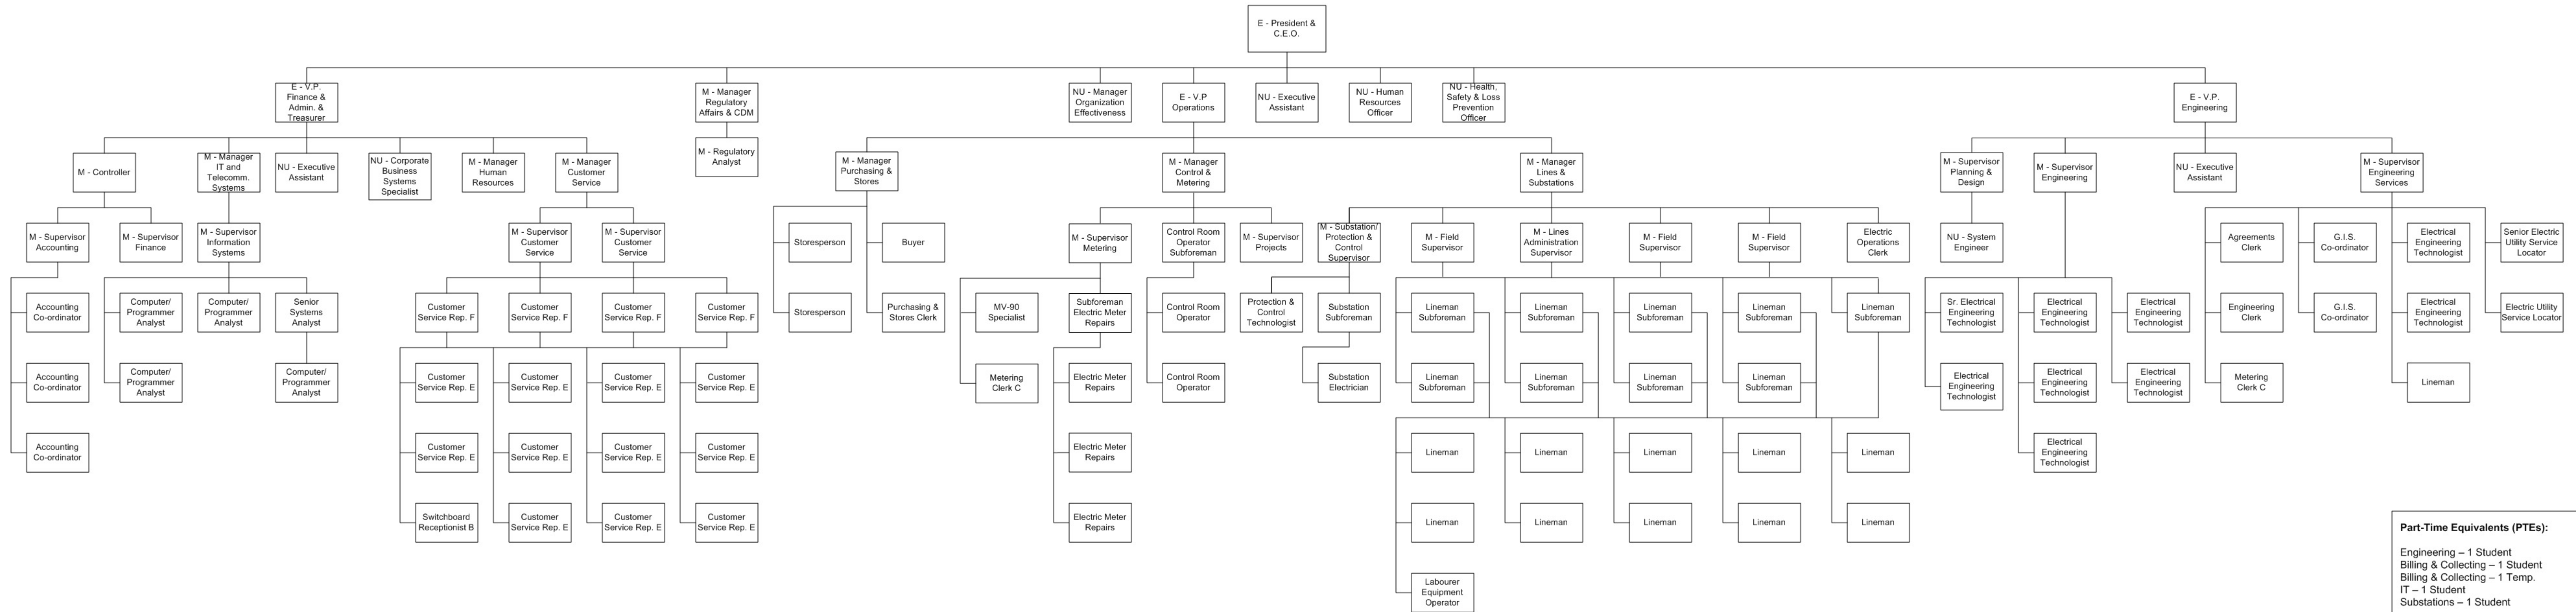 E - President &
C.E.O.
E - V.P.
Finance &
Admin. &
Treasurer
M - Manager
Regulatory
Affairs & CDM
NU - Manager
Organization
Effectiveness
E - V.P
Operations
NU - Executive
Assistant
NU - Human
Resources
Officer
NU - Health,
Safety & Loss
Prevention
Officer
E - V.P.
Engineering
M - Controller
M - Manager
IT and
Telecomm.
Systems
NU - Executive
Assistant
NU - Corporate
Business
Systems
Specialist
M - Manager
Human
Resources
M - Manager
Customer
Service
M - Regulatory
Analyst
M - Manager
Purchasing &
Stores
M - Manager
Control &
Metering
M - Manager
Lines &
Substations
M - Supervisor
Planning &
Design
M - Supervisor
Engineering
NU - Executive
Assistant
M - Supervisor
Engineering
Services
M - Supervisor
Accounting
M - Supervisor
Finance
M - Supervisor
Information
Systems
M - Supervisor
Customer
Service
M - Supervisor
Customer
Service
Storesperson
Buyer
M - Supervisor
Metering
Control Room
Operator
Subforeman
M - Supervisor
Projects
M - Substation/
Protection &
Control
Supervisor
M - Field
Supervisor
M - Lines
Administration
Supervisor
M - Field
Supervisor
M - Field
Supervisor
Electric
Operations
Clerk
NU - System
Engineer
Agreements
Clerk
G.I.S.
Co-ordinator
Electrical
Engineering
Technologist
Senior Electric
Utility Service
Locator
Accounting
Co-ordinator
Computer/
Programmer
Analyst
Computer/
Programmer
Analyst
Senior
Systems
Analyst
Customer
Service Rep. F
Customer
Service Rep. F
Customer
Service Rep. F
Customer
Service Rep. F
Storesperson
Purchasing &
Stores Clerk
MV-90
Specialist
Subforeman
Electric Meter
Repairs
Control Room
Operator
Protection &
Control
Technologist
Substation
Subforeman
Lineman
Subforeman
Lineman
Subforeman
Lineman
Subforeman
Lineman
Subforeman
Lineman
Subforeman
Sr. Electrical
Engineering
Technologist
Electrical
Engineering
Technologist
Electrical
Engineering
Technologist
Engineering
Clerk
G.I.S.
Co-ordinator
Electrical
Engineering
Technologist
Electric Utility
Service Locator
Accounting
Co-ordinator
Computer/
Programmer
Analyst
Computer/
Programmer
Analyst
Customer
Service Rep. E
Customer
Service Rep. E
Customer
Service Rep. E
Customer
Service Rep. E
Metering
Clerk C
Electric Meter
Repairs
Control Room
Operator
Substation
Electrician
Lineman
Subforeman
Lineman
Subforeman
Lineman
Subforeman
Lineman
Subforeman
Electrical
Engineering
Technologist
Electrical
Engineering
Technologist
Electrical
Engineering
Technologist
Metering
Clerk C
Lineman
Accounting
Co-ordinator
Customer
Service Rep. E
Customer
Service Rep. E
Customer
Service Rep. E
Customer
Service Rep. E
Electric Meter
Repairs
Lineman
Lineman
Lineman
Lineman
Lineman
Electrical
Engineering
Technologist
Switchboard
Receptionist B
Customer
Service Rep. E
Customer
Service Rep. E
Customer
Service Rep. E
Electric Meter
Repairs
Lineman
Lineman
Lineman
Lineman
Lineman
Labourer
Equipment
Operator
Part-Time Equivalents (PTEs):
Engineering – 1 Student
Billing & Collecting – 1 Student
Billing & Collecting – 1 Temp.
IT – 1 Student
Substations – 1 Student